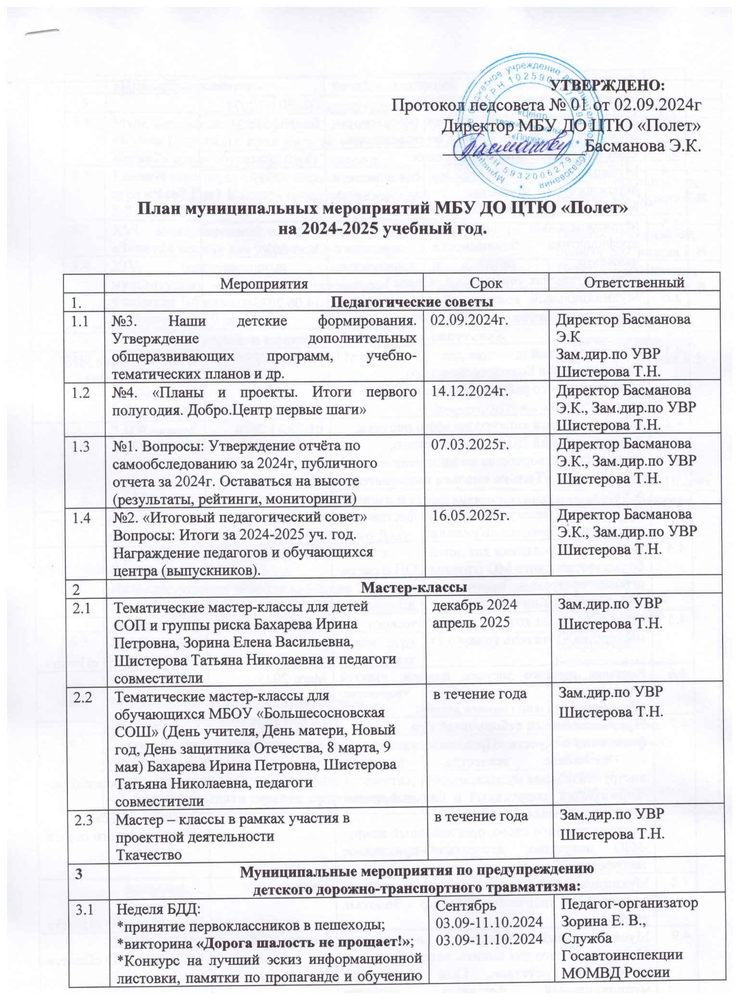 УТВЕРЖДЕНО:
Протокол педсовета № 01 от 02.09.2024г
Директор МБУ ДО ЦТЮ «Полет»
Басманова Э.К.
«Центр
творчества юных
«Полет»
План муниципальных мероприятий МБУ ДО ЦТЮ «Полет»
на 2024-2025 учебный год.
Мероприятия Срок Ответственный
1. Педагогические советы
1.1 №3. Наши детские формирования. 02.09.2024г. Директор Басманова
Утверждение дополнительных Э.К
общеразвивающих программ, учебно- Зам.дир.по УВР
тематических планов и др. Шистерова Т.Н.
1.2 №4. «Планы и проекты. Итоги первого 14.12.2024г. Директор Басманова
полугодия. Добро.Центр первые шаги» Э.К., Зам.дир.по УВР
Шистерова Т.Н.
1.3 №1. Вопросы: Утверждение отчёта по 07.03.2025г. Директор Басманова
самообследованию за 2024г, публичного Э.К., Зам.дир.по УВР
отчета за 2024г. Оставаться на высоте Шистерова Т.Н.
(результаты, рейтинги, мониторинги)
1.4 №2. «Итоговый педагогический совет» 16.05.2025г. Директор Басманова
Вопросы: Итоги за 2024-2025 уч. год. Э.К., Зам.дир.по УВР
Награждение педагогов и обучающихся Шистерова Т.Н.
центра (выпускников).
2 Мастер-классы
2.1 Тематические мастер-классы для детей декабрь 2024 Зам.дир.по УВР
СОП и группы риска Бахарева Ирина апрель 2025 Шистерова Т.Н.
Петровна, Зорина Елена Васильевна,
Шистерова Татьяна Николаевна и педагоги
совместители
2.2 Тематические мастер-классы для в течение года Зам.дир.по УВР
обучающихся МБОУ «Большесосновская Шистерова Т.Н.
СОШ» (День учителя, День матери, Новый
год, День защитника Отечества, 8 марта, 9
мая) Бахарева Ирина Петровна, Шистерова
Татьяна Николаевна, педагоги
совместители
2.3 Мастер – классы в рамках участия в в течение года Зам.дир.по УВР
проектной деятельности Шистерова Т.Н.
Ткачество
3 Муниципальные мероприятия по предупреждению
детского дорожно-транспортного травматизма:
3.1 Неделя БДД: Сентябрь Педагог-организатор
*принятие первоклассников в пешеходы; 03.09-11.10.2024 Зорина Е. В.,
*викторина «Дорога шалость не прощает!»; 03.09-11.10.2024 Служба
*Конкурс на лучший эскиз информационной Госавтоинспекции
листовки, памятки по пропаганде и обучению МОМВД России